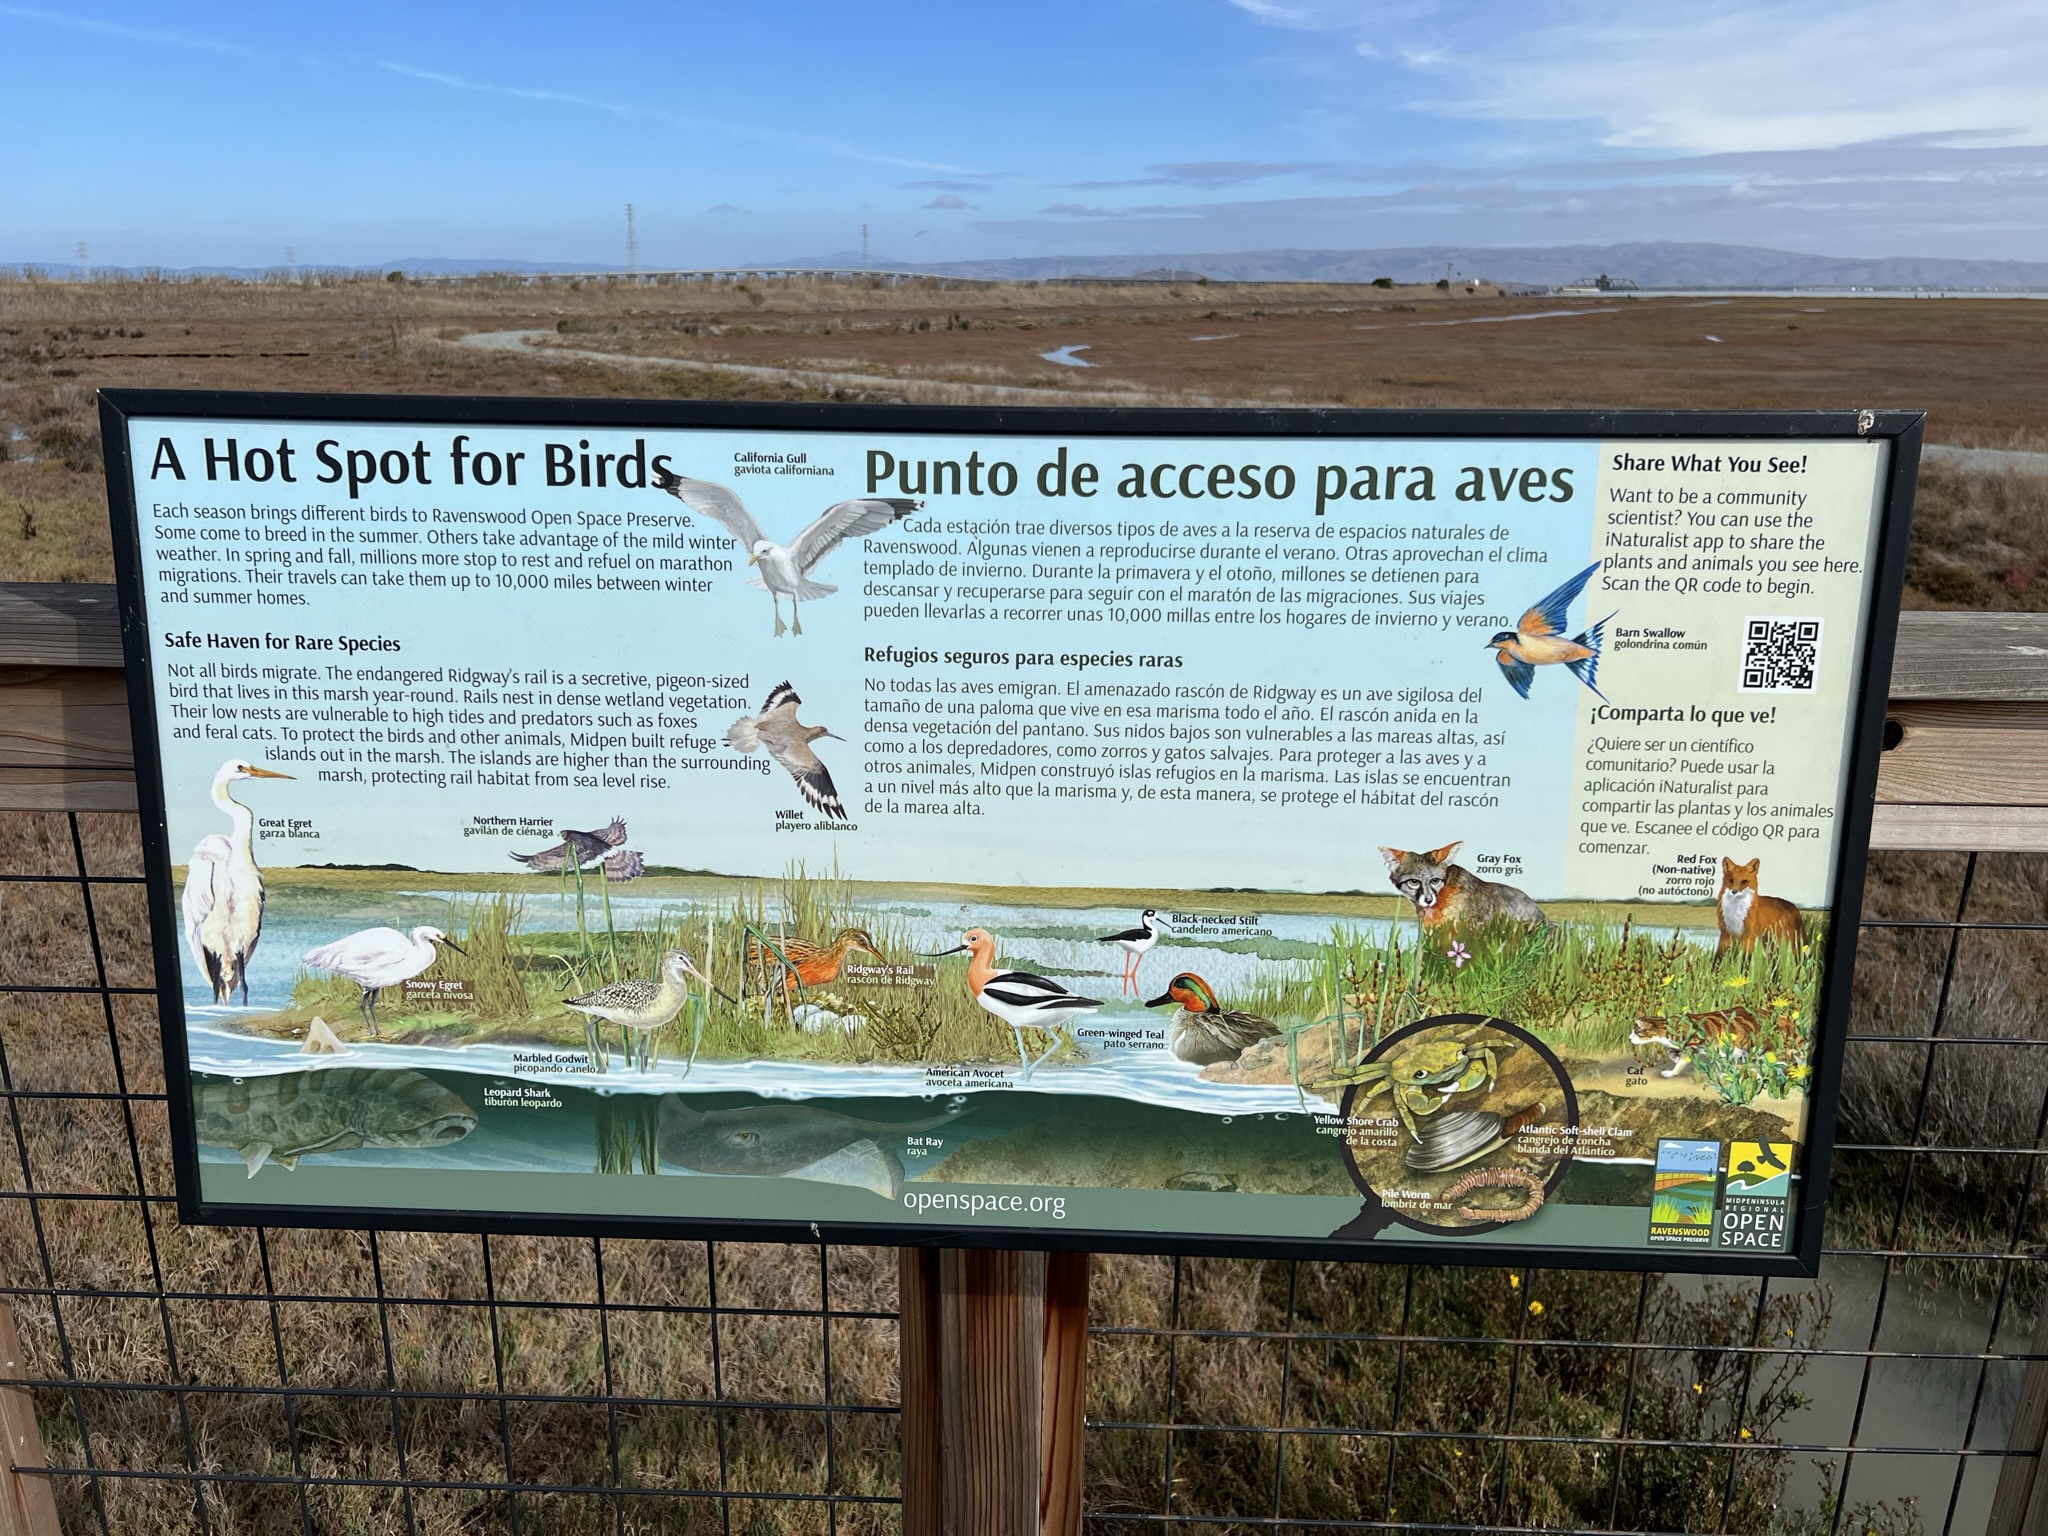 A Hot Spot for Birds
Each season brings different birds to Ravenswood Open Space Preserve.
Some come to breed in the summer. Others take advantage of the mild winter
weather. In spring and fall, millions more stop to rest and refuel on marathon
migrations. Their travels can take them up to 10,000 miles between winter
and summer homes.
Safe Haven for Rare Species
Not all birds migrate. The endangered Ridgway's rail is a secretive, pigeon-sized
bird that lives in this marsh year-round. Rails nest in dense wetland vegetation.
Their low nests are vulnerable to high tides and predators such as foxes
and feral cats. To protect the birds and other animals, Midpen built refuge
islands out in the marsh. The islands are higher than the surrounding
marsh, protecting rail habitat from sea level rise.
California Gull
gaviota californiana
Punto de acceso para aves
Cada estación trae diversos tipos de aves a la reserva de espacios naturales de
Ravenswood. Algunas vienen a reproducirse durante el verano. Otras aprovechan el clima
templado de invierno. Durante la primavera y el otoño, millones se detienen para
descansar y recuperarse para seguir con el maratón de las migraciones. Sus viajes
pueden llevarlas a recorrer unas 10,000 millas entre los hogares de invierno y verano.
Refugios seguros para especies raras
No todas las aves emigran. El amenazado rascón de Ridgway es un ave sigilosa del
tamaño de una paloma que vive en esa marisma todo el año. El rascón anida en la
densa vegetación del pantano. Sus nidos bajos son vulnerables a las mareas altas, así
como a los depredadores, como zorros y gatos salvajes. Para proteger a las aves y a
otros animales, Midpen construyó islas refugios en la marisma. Las islas se encuentran
a un nivel más alto que la marisma y, de esta manera, se protege el hábitat del rascón
de la marea alta.
Share What You See!
Want to be a community
scientist? You can use the
iNaturalist app to share the
plants and animals you see here.
Scan the QR code to begin.
Barn Swallow
golondrina común
¡Comparta lo que ve!
¿Quiere ser un científico
comunitario? Puede usar la
aplicación iNaturalist para
compartir las plantas y los animales
que ve. Escanee el código QR para
comenzar.
Great Egret
garza blanca
Northern Harrier
gavilán de ciénaga
Willet
playero aliblanco
Gray Fox
zorro gris
Red Fox
(Non-native)
zorro rojo
(no autóctono)
Snowy Egret
garceta nivosa
Ridgway's Rail
rascón de Ridgway
Black-necked Stilt
candelero americano
Marbled Godwit
picopando canelo
American Avocet
avoceta americana
Green-winged Teal
pato serrano
Cat
gato
Leopard Shark
tiburón leopardo
Bat Ray
raya
Yellow Shore Crab
cangrejo amarillo
de la costa
Atlantic Soft-shell Clam
cangrejo de concha
blanda del Atlántico
Pile Worm
lombriz de mar
openspace.org
RAVENSWOOD
OPEN SPACE PRESERVE
MIDPENINSULA
REGIONAL
OPEN
SPACE